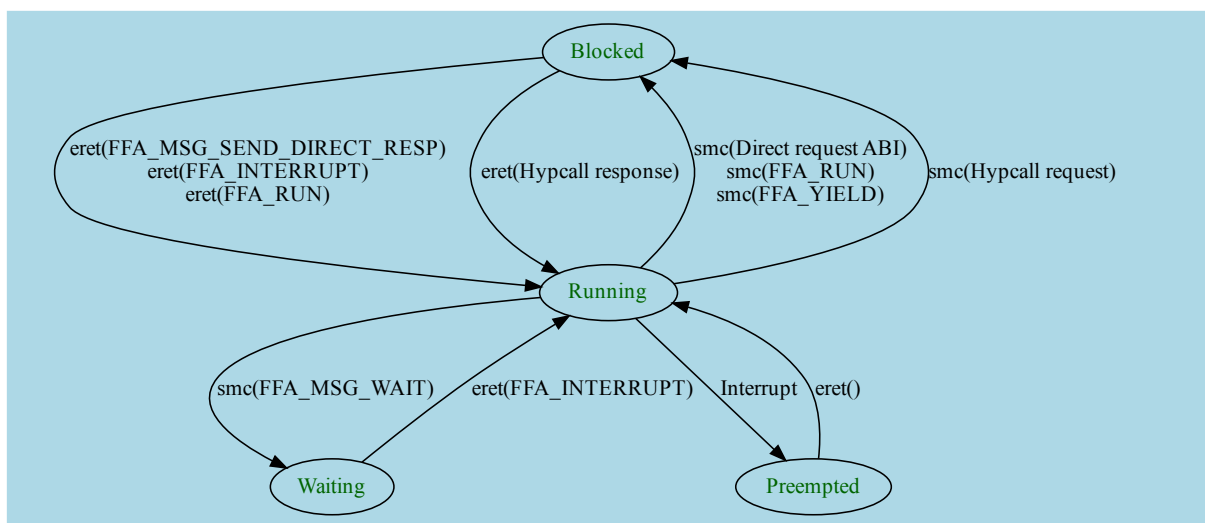 Blocked
eret(FFA_MSG_SEND_DIRECT_RESP)
eret(FFA_INTERRUPT)
eret(FFA_RUN)
eret(Hypcall response)
smc(Direct request ABI)
smc(FFA_RUN)
smc(FFA_YIELD)
smc(Hypcall request)
Running
smc(FFA_MSG_WAIT)
eret(FFA_INTERRUPT)
Interrupt
eret()
Waiting
Preempted